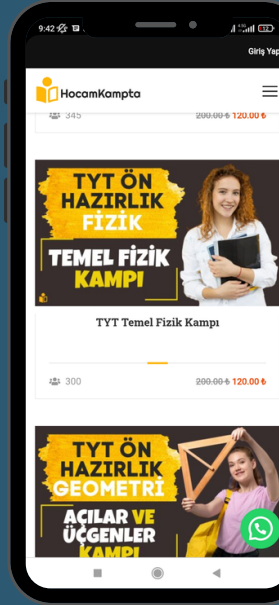 9:42
Giriş Yap
HocamKampta
345 200.00 ₺ 120.00 ₺
TYT ÖN
HAZIRLIK
FİZİK
TEMEL FİZİK
KAMPI
TYT Temel Fizik Kampı
300 200.00 ₺ 120.00 ₺
TYT ÖN
HAZIRLIK
GEOMETRİ
AÇILAR VE
ÜÇGENLER
KAMPI